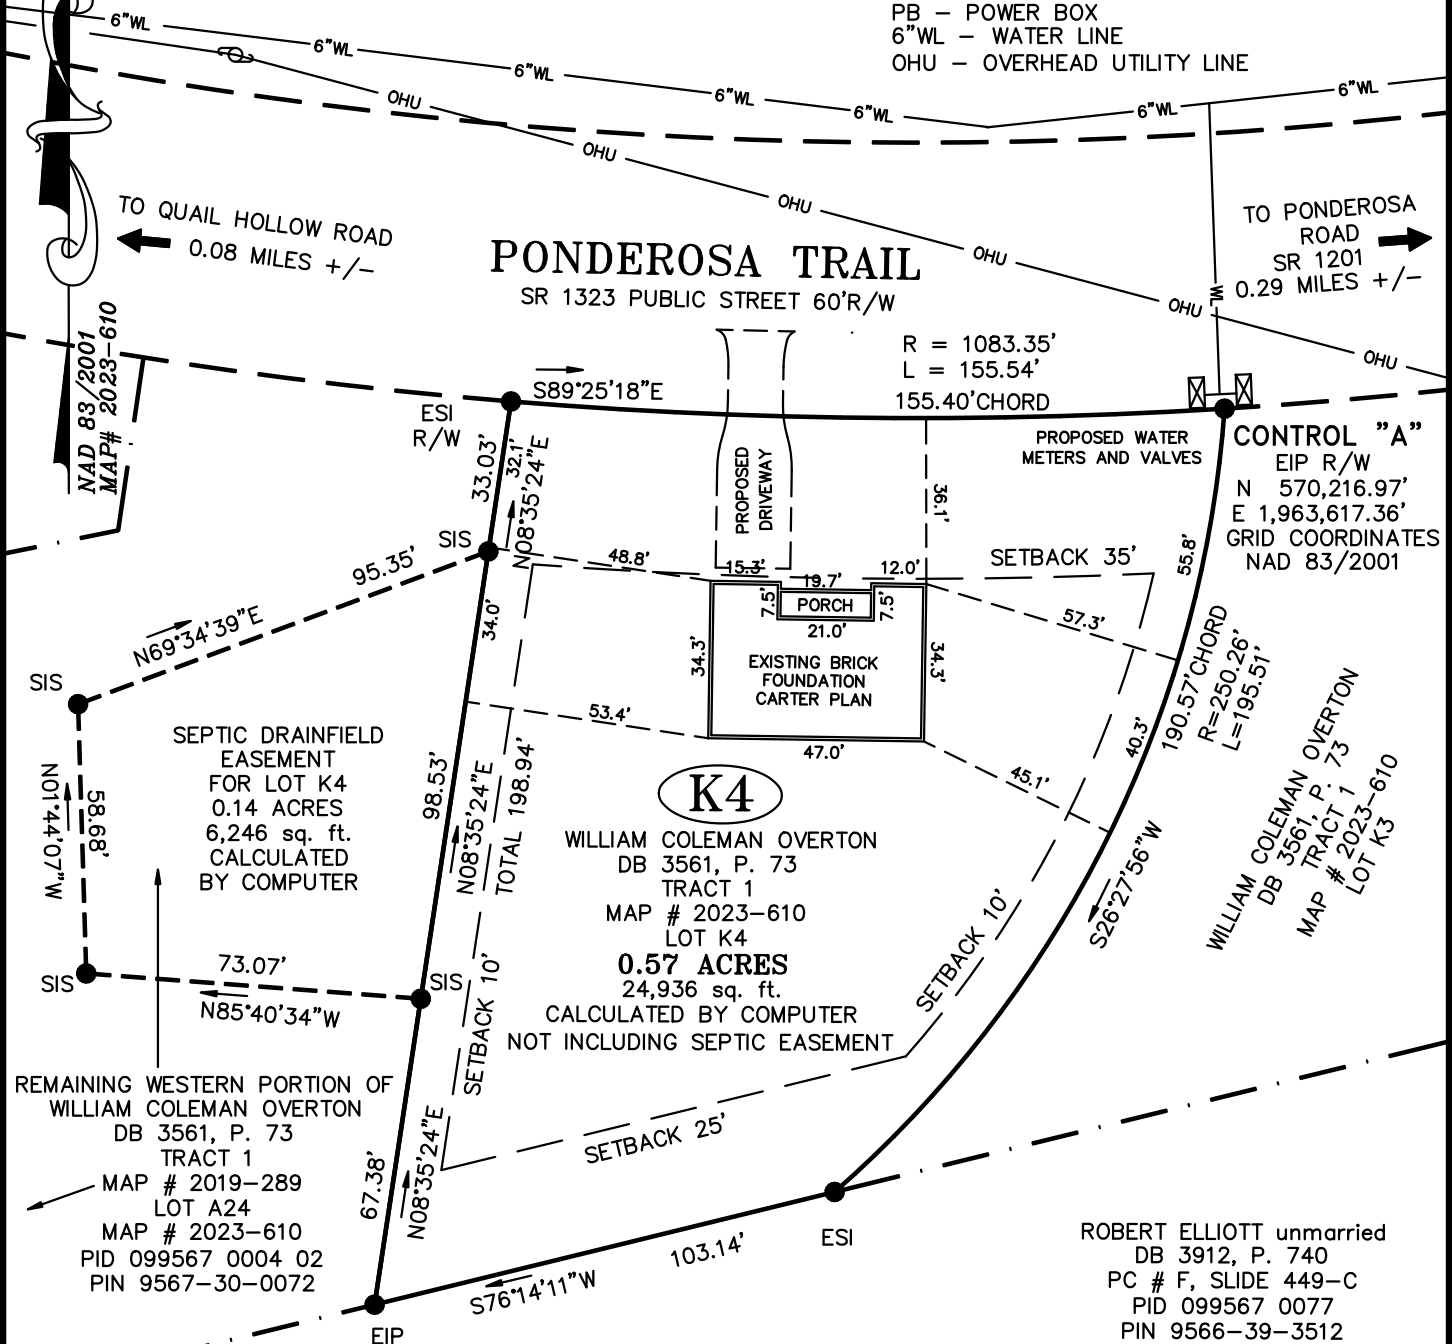 PB – POWER BOX
6"WL – WATER LINE
OHU – OVERHEAD UTILITY LINE
6"WL
6"WL
6"WL
6"WL
6"WL
6"WL
6"WL
OHU
OHU
OHU
OHU
OHU
OHU
WL
TO QUAIL HOLLOW ROAD
0.08 MILES +/–
PONDEROSA TRAIL
SR 1323 PUBLIC STREET 60'R/W
TO PONDEROSA
ROAD
SR 1201
0.29 MILES +/–
NAD 83/2001
MAP# 2023–610
R = 1083.35'
L = 155.54'
155.40'CHORD
S89°25'18"E
ESI
R/W
33.03'
32.1'
N08°35'24"E
PROPOSED
DRIVEWAY
36.1'
PROPOSED WATER
METERS AND VALVES
CONTROL "A"
EIP R/W
N 570,216.97'
E 1,963,617.36'
GRID COORDINATES
NAD 83/2001
SIS
95.35'
N69°34'39"E
48.8'
15.3'
19.7'
12.0'
SETBACK 35'
55.8'
34.0'
7.5'
PORCH
7.5'
21.0'
57.3'
34.3'
EXISTING BRICK
FOUNDATION
CARTER PLAN
34.3'
47.0'
53.4'
45.1'
40.3'
190.57'CHORD
R=250.26'
L=195.51'
SIS
SEPTIC DRAINFIELD
EASEMENT
FOR LOT K4
0.14 ACRES
6,246 sq. ft.
CALCULATED
BY COMPUTER
N01°44'07"W
58.68'
98.53'
N08°35'24"E
TOTAL 198.94'
K4
WILLIAM COLEMAN OVERTON
DB 3561, P. 73
TRACT 1
MAP # 2023–610
LOT K4
0.57 ACRES
24,936 sq. ft.
CALCULATED BY COMPUTER
NOT INCLUDING SEPTIC EASEMENT
WILLIAM COLEMAN OVERTON
DB 3561, P. 73
TRACT 1
MAP # 2023–610
LOT K3
S26°27'56"W
SETBACK 10'
SETBACK 10'
SIS
73.07'
N85°40'34"W
SIS
REMAINING WESTERN PORTION OF
WILLIAM COLEMAN OVERTON
DB 3561, P. 73
TRACT 1
MAP # 2019–289
LOT A24
MAP # 2023–610
PID 099567 0004 02
PIN 9567–30–0072
67.38'
N08°35'24"E
SETBACK 25'
103.14'
S76°14'11"W
ESI
EIP
ROBERT ELLIOTT unmarried
DB 3912, P. 740
PC # F, SLIDE 449–C
PID 099567 0077
PIN 9566–39–3512